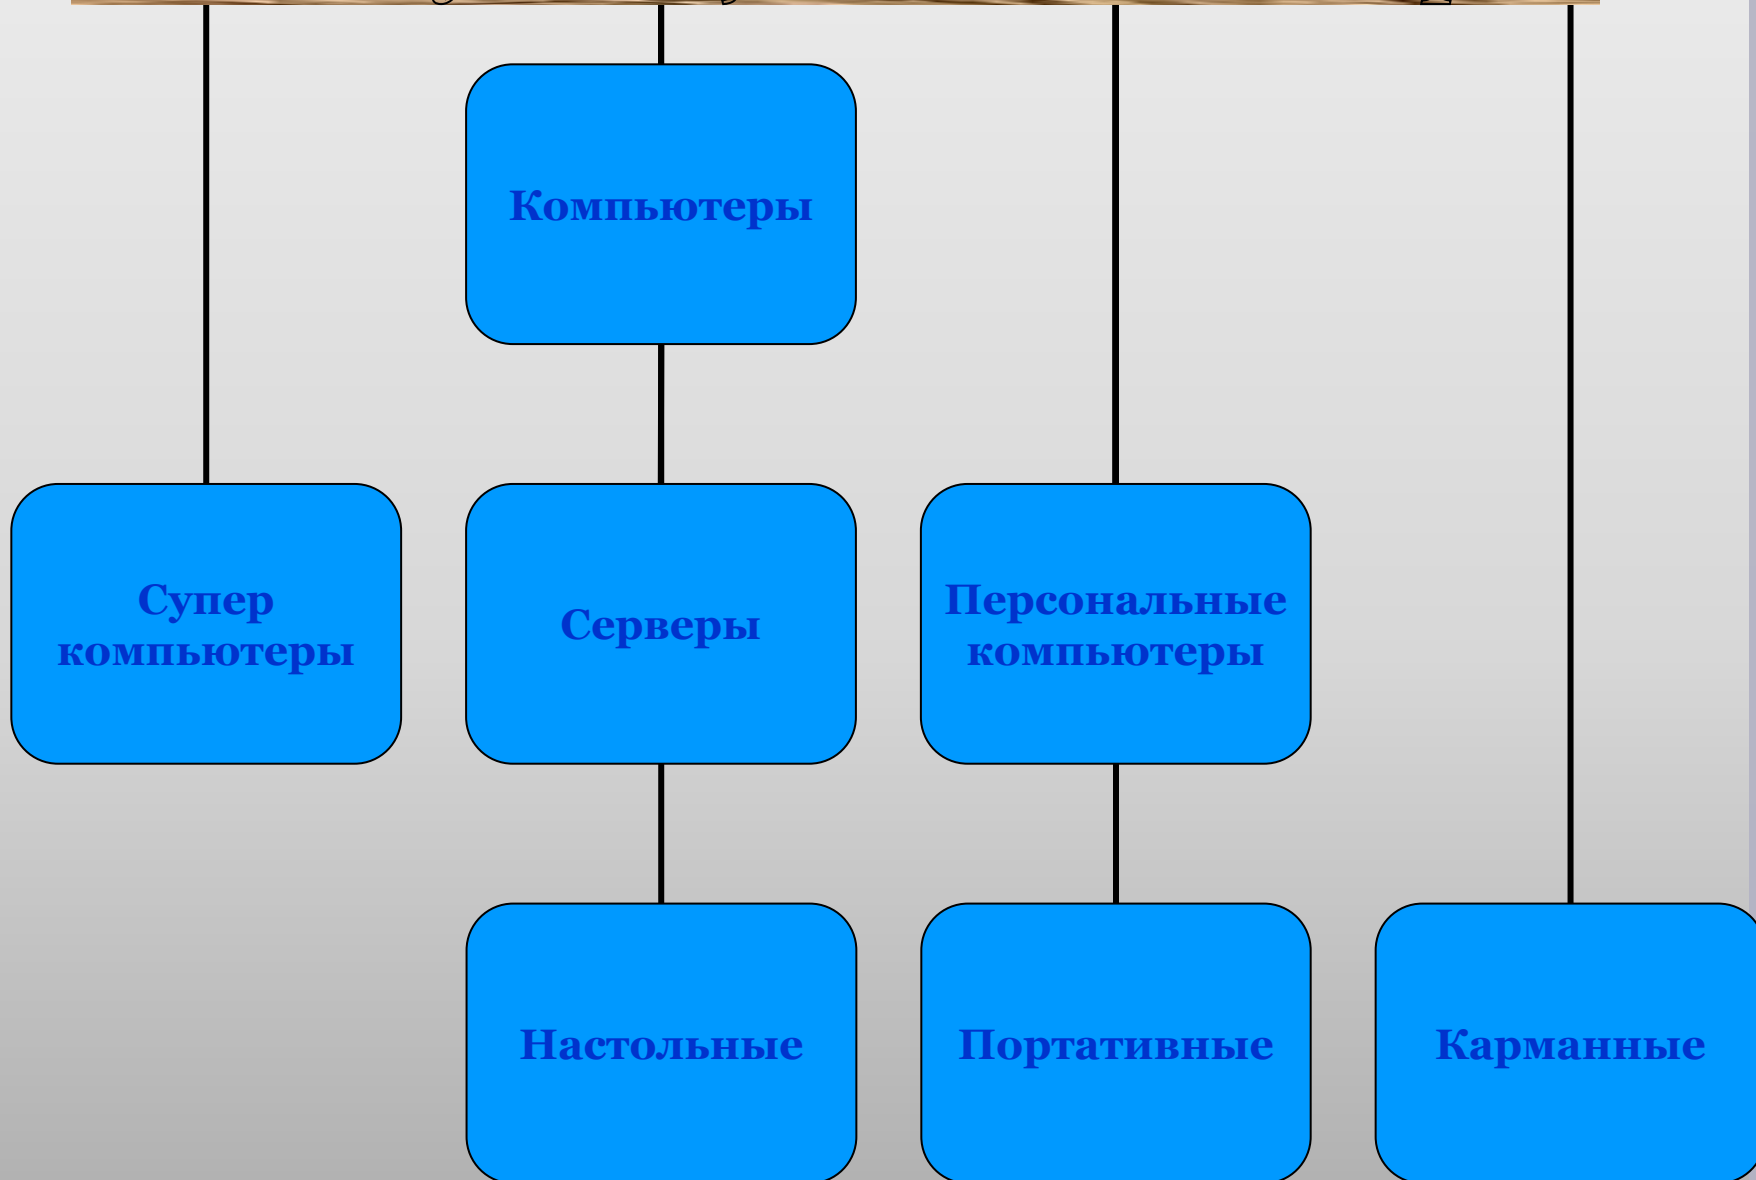 Компьютеры
Супер
компьютеры
Серверы
Персональные
компьютеры
Настольные
Портативные
Карманные